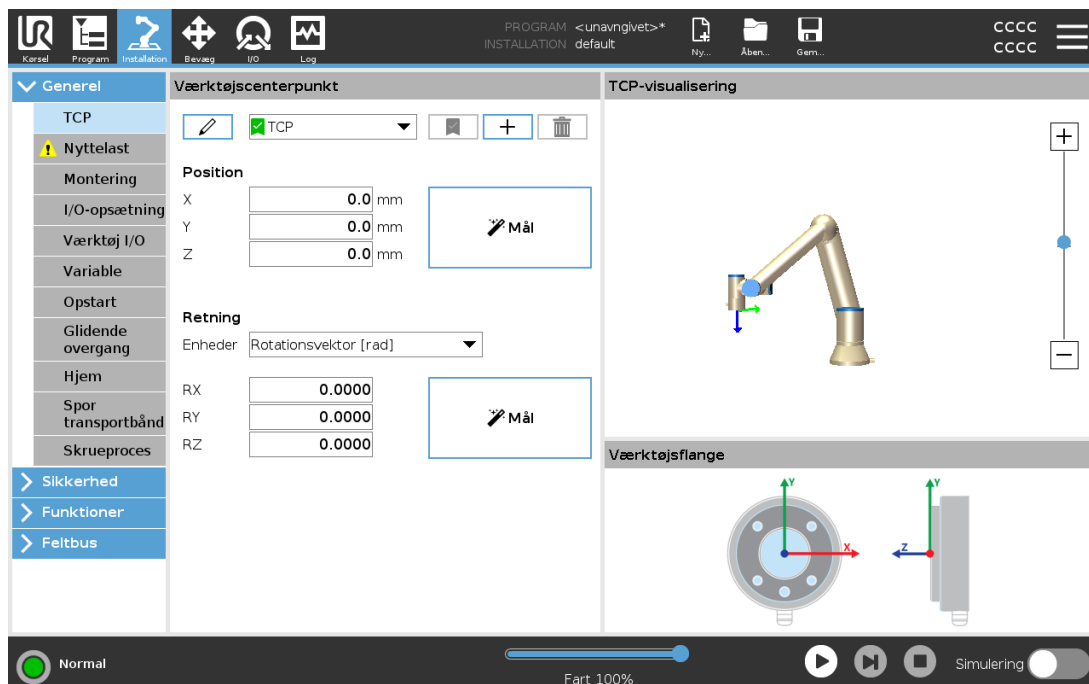 PROGRAM <unavngivet>*
INSTALLATION default
Kørsel
Program
Installation
Bevæg
I/O
Log
Ny...
Åben...
Gem...
CCCC
CCCC
Generel
TCP
Nyttelast
Montering
I/O-opsætning
Værktøj I/O
Variable
Opstart
Glidende
overgang
Hjem
Spor
transportbånd
Skrueproces
Sikkerhed
Funktioner
Feltbus
Værktøjscenterpunkt
TCP
Position
X 0.0 mm
Y 0.0 mm
Z 0.0 mm
Mål
Retning
Enheder Rotationsvektor [rad]
RX 0.0000
RY 0.0000
RZ 0.0000
Mål
TCP-visualisering
Værktøjsflange
Y
X
Y
Z
Normal
Fart 100%
Simulering